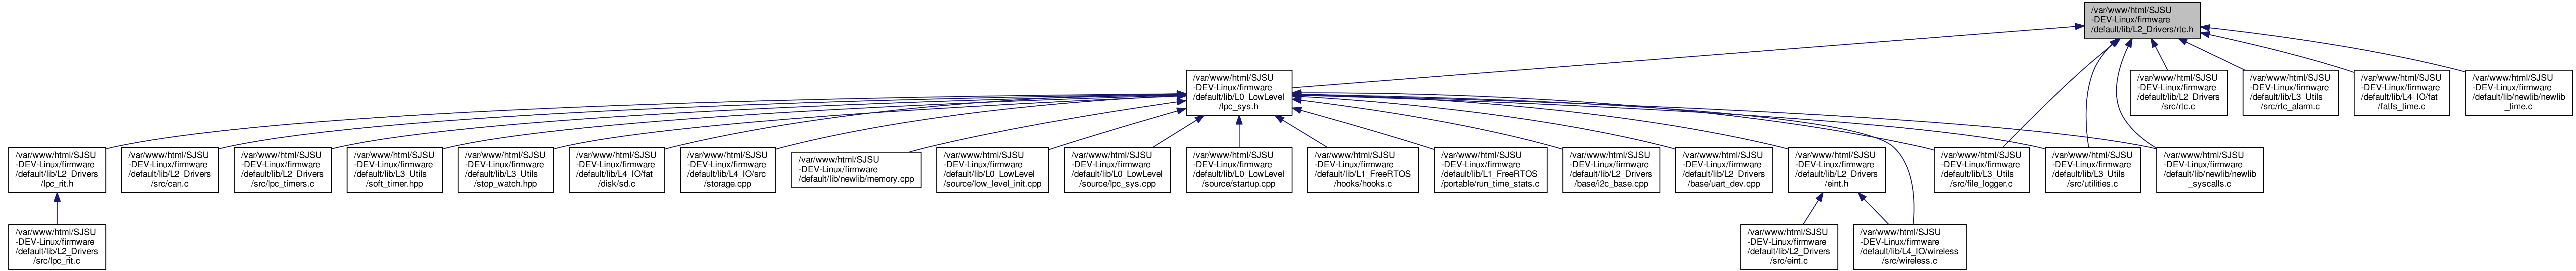 /var/www/html/SJSU
-DEV-Linux/firmware
/default/lib/L2_Drivers/rtc.h
/var/www/html/SJSU
-DEV-Linux/firmware
/default/lib/L0_LowLevel
/lpc_sys.h
/var/www/html/SJSU
-DEV-Linux/firmware
/default/lib/L2_Drivers
/src/rtc.c
/var/www/html/SJSU
-DEV-Linux/firmware
/default/lib/L3_Utils
/src/rtc_alarm.c
/var/www/html/SJSU
-DEV-Linux/firmware
/default/lib/L4_IO/fat
/fatfs_time.c
/var/www/html/SJSU
-DEV-Linux/firmware
/default/lib/newlib/newlib
_time.c
/var/www/html/SJSU
-DEV-Linux/firmware
/default/lib/L2_Drivers
/lpc_rit.h
/var/www/html/SJSU
-DEV-Linux/firmware
/default/lib/L2_Drivers
/src/can.c
/var/www/html/SJSU
-DEV-Linux/firmware
/default/lib/L2_Drivers
/src/lpc_timers.c
/var/www/html/SJSU
-DEV-Linux/firmware
/default/lib/L3_Utils
/soft_timer.hpp
/var/www/html/SJSU
-DEV-Linux/firmware
/default/lib/L3_Utils
/stop_watch.hpp
/var/www/html/SJSU
-DEV-Linux/firmware
/default/lib/L4_IO/fat
/disk/sd.c
/var/www/html/SJSU
-DEV-Linux/firmware
/default/lib/L4_IO/src
/storage.cpp
/var/www/html/SJSU
-DEV-Linux/firmware
/default/lib/newlib/memory.cpp
/var/www/html/SJSU
-DEV-Linux/firmware
/default/lib/L0_LowLevel
/source/low_level_init.cpp
/var/www/html/SJSU
-DEV-Linux/firmware
/default/lib/L0_LowLevel
/source/lpc_sys.cpp
/var/www/html/SJSU
-DEV-Linux/firmware
/default/lib/L0_LowLevel
/source/startup.cpp
/var/www/html/SJSU
-DEV-Linux/firmware
/default/lib/L1_FreeRTOS
/hooks/hooks.c
/var/www/html/SJSU
-DEV-Linux/firmware
/default/lib/L1_FreeRTOS
/portable/run_time_stats.c
/var/www/html/SJSU
-DEV-Linux/firmware
/default/lib/L2_Drivers
/base/i2c_base.cpp
/var/www/html/SJSU
-DEV-Linux/firmware
/default/lib/L2_Drivers
/base/uart_dev.cpp
/var/www/html/SJSU
-DEV-Linux/firmware
/default/lib/L2_Drivers
/eint.h
/var/www/html/SJSU
-DEV-Linux/firmware
/default/lib/L3_Utils
/src/file_logger.c
/var/www/html/SJSU
-DEV-Linux/firmware
/default/lib/L3_Utils
/src/utilities.c
/var/www/html/SJSU
-DEV-Linux/firmware
/default/lib/newlib/newlib
_syscalls.c
/var/www/html/SJSU
-DEV-Linux/firmware
/default/lib/L2_Drivers
/src/lpc_rit.c
/var/www/html/SJSU
-DEV-Linux/firmware
/default/lib/L2_Drivers
/src/eint.c
/var/www/html/SJSU
-DEV-Linux/firmware
/default/lib/L4_IO/wireless
/src/wireless.c